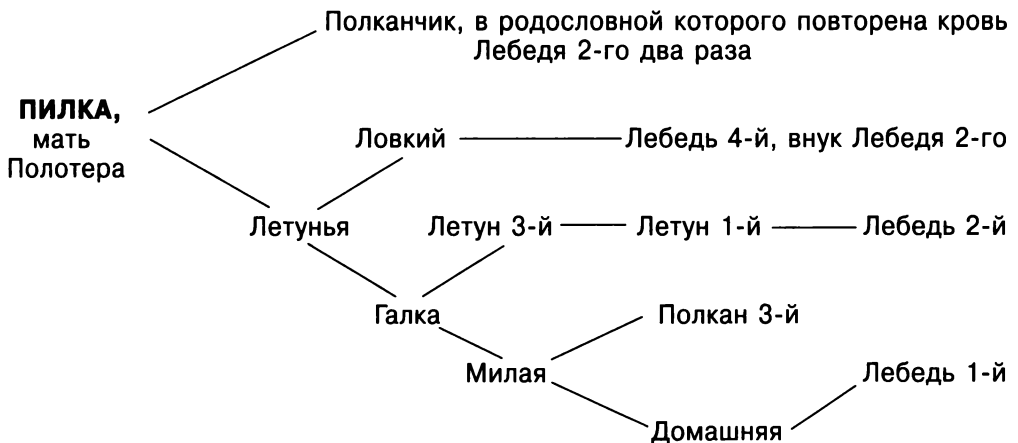 Полканчик, в родословной которого повторена кровь
Лебедя 2-го два раза
ПИЛКА,
мать
Полотера
Ловкий
Лебедь 4-й, внук Лебедя 2-го
Летунья
Летун 3-й
Летун 1-й
Лебедь 2-й
Галка
Полкан 3-й
Милая
Лебедь 1-й
Домашняя